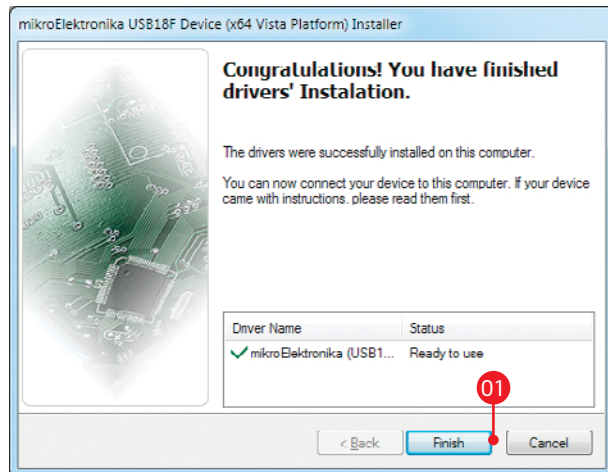 mikroElektronika USB18F Device (x64 Vista Platform) Installer
Congratulations! You have finished
drivers' Instalation.
The drivers were successfully installed on this computer.
You can now connect your device to this computer. If your device
came with instructions, please read them first.
Driver Name Status
mikroElektronika (USB1... Ready to use
01
< Back Finish Cancel